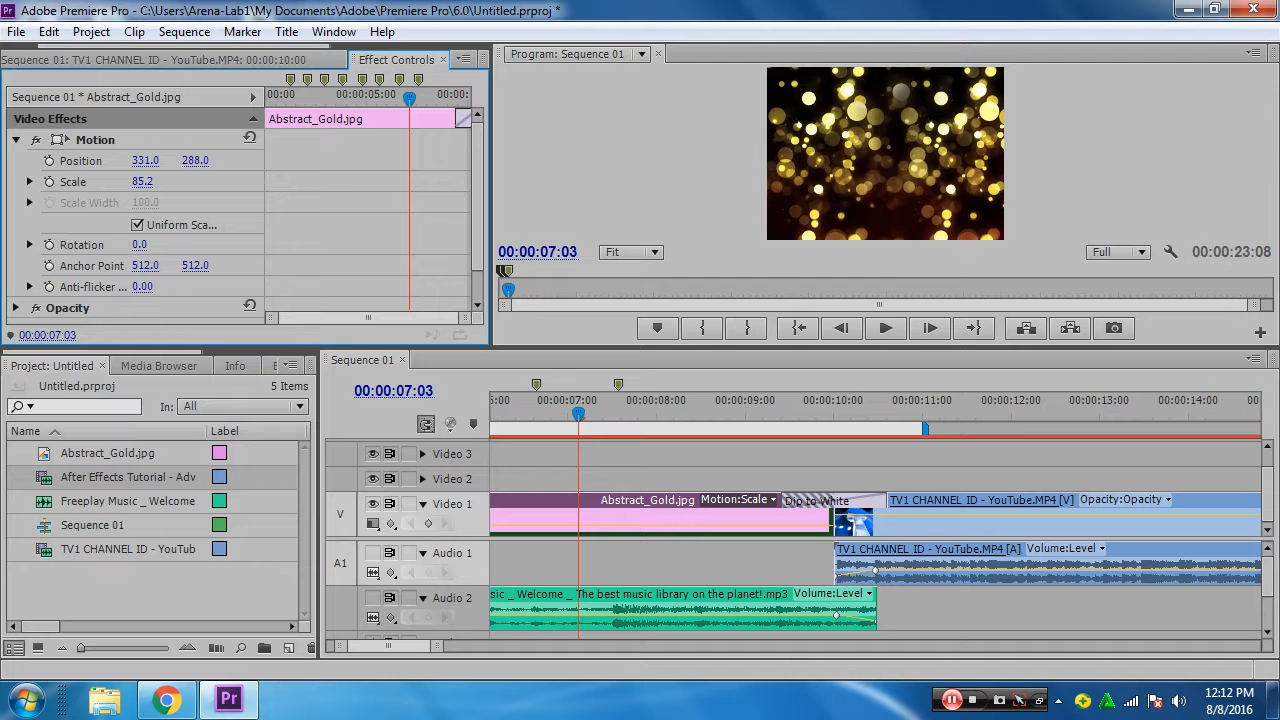 Adobe Premiere Pro - C:\Users\Arena-Lab1\My Documents\Adobe\Premiere Pro\6.0\Untitled.prproj *
File Edit Project Clip Sequence Marker Title Window Help
Sequence 01: TV1 CHANNEL ID - YouTube.MP4: 00:00:10:00
Effect Controls
Sequence 01 * Abstract_Gold.jpg
:00:00 00:00:05:00 00:00:
Video Effects
Abstract_Gold.jpg
fx Motion
Position 331.0 288.0
Scale 85.2
Scale Width 100.0
Uniform Sca...
Rotation 0.0
Anchor Point 512.0 512.0
Anti-flicker ... 0.00
fx Opacity
00:00:07:03
Program: Sequence 01
00:00:07:03
Fit
Full
00:00:23:08
Project: Untitled
Media Browser
Info
E
Untitled.prproj
5 Items
In: All
Name
Label
Abstract_Gold.jpg
After Effects Tutorial - Adv
Freeplay Music _ Welcome
Sequence 01
TV1 CHANNEL ID - YouTub
Sequence 01
00:00:07:03
6:00 00:00:07:00 00:00:08:00 00:00:09:00 00:00:10:00 00:00:11:00 00:00:12:00 00:00:13:00 00:00:14:00 00
Video 3
Video 2
V
Video 1
Abstract_Gold.jpg Motion:Scale
Dip to White
TV1 CHANNEL ID - YouTube.MP4 [V] Opacity:Opacity
A1
Audio 1
TV1 CHANNEL ID - YouTube.MP4 [A] Volume:Level
Audio 2
sic _ Welcome _ The best music library on the planet!.mp3 Volume:Level
Pr
12:12 PM
8/8/2016